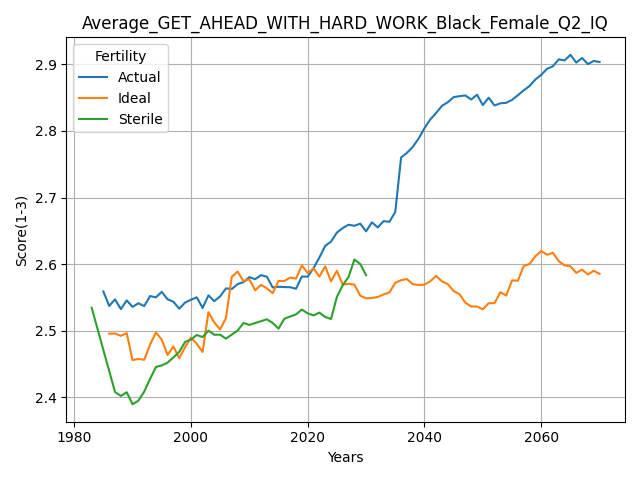 Average_GET_AHEAD_WITH_HARD_WORK_Black_Female_Q2_IQ
Fertility
Actual
Ideal
Sterile
2.9
2.8
2.7
2.6
2.5
2.4
Score(1-3)
1980
2000
2020
2040
2060
Years